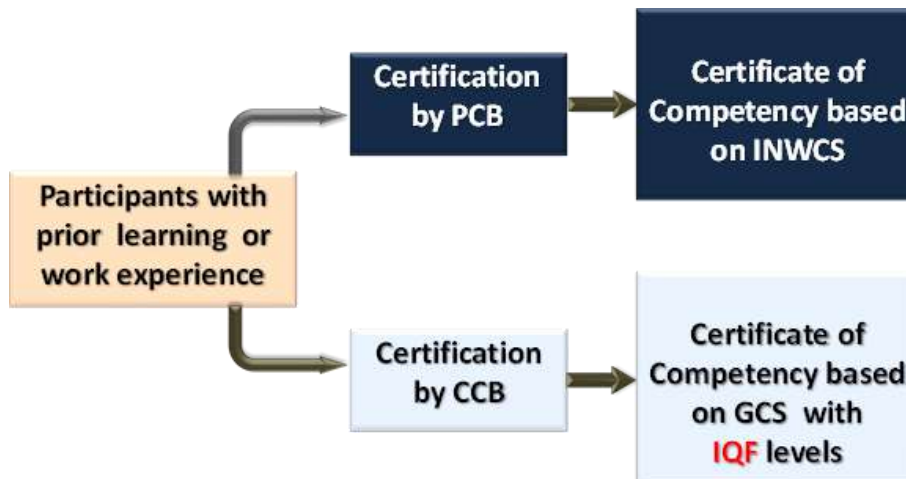 Certification
by PCB
Certificate of
Competency based
on INWCS
Participants with
prior learning or
work experience
Certification
by CCB
Certificate of
Competency based
on GCS with
IQF levels